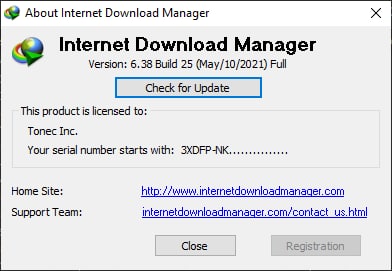 About Internet Download Manager
Internet Download Manager
Version: 6.38 Build 25 (May/10/2021) Full
Check for Update
This product is licensed to:
Tonec Inc.
Your serial number starts with: 3XDFP-NK...............
Home Site: http://www.internetdownloadmanager.com
Support Team: internetdownloadmanager.com/contact_us.html
Close Registration